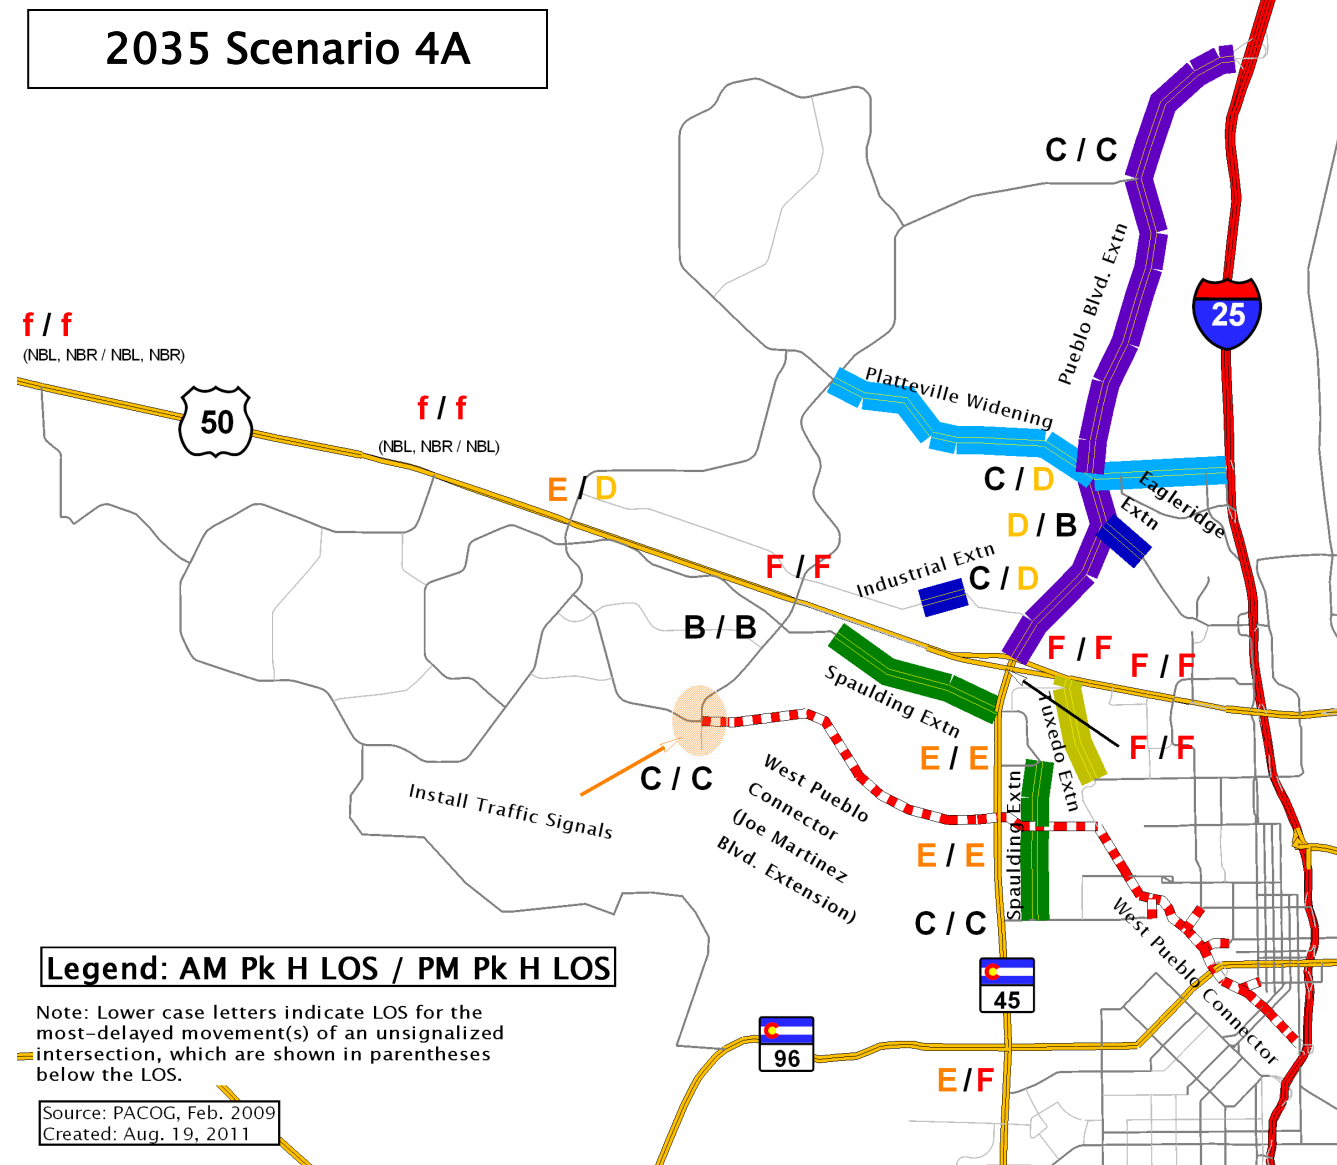 2035 Scenario 4A
C / C
Pueblo Blvd. Extn
25
f / f
(NBL, NBR / NBL, NBR)
50
f / f
(NBL, NBR / NBL)
Platteville Widening
E / D
C / D
Eagleridge
Extn
D / B
F / F
Industrial Extn
C / D
B / B
F / F
F / F
Spaulding Extn
Tuxedo Extn
F / F
E / E
C / C
Install Traffic Signals
West Pueblo
Connector
(Joe Martinez
Blvd. Extension)
Spaulding Extn
E / E
C / C
West Pueblo Connector
45
96
E / F
Legend: AM Pk H LOS / PM Pk H LOS
Note: Lower case letters indicate LOS for the
most-delayed movement(s) of an unsignalized
intersection, which are shown in parentheses
below the LOS.
Source: PACOG, Feb. 2009
Created: Aug. 19, 2011